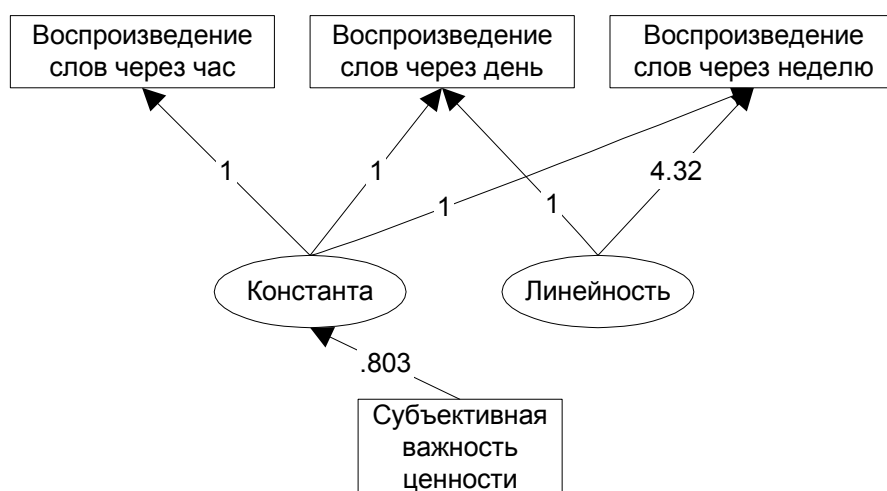 Воспроизведение
слов через час
Воспроизведение
слов через день
Воспроизведение
слов через неделю
1
1
1
1
4.32
Константа
Линейность
.803
Субъективная
важность
ценности